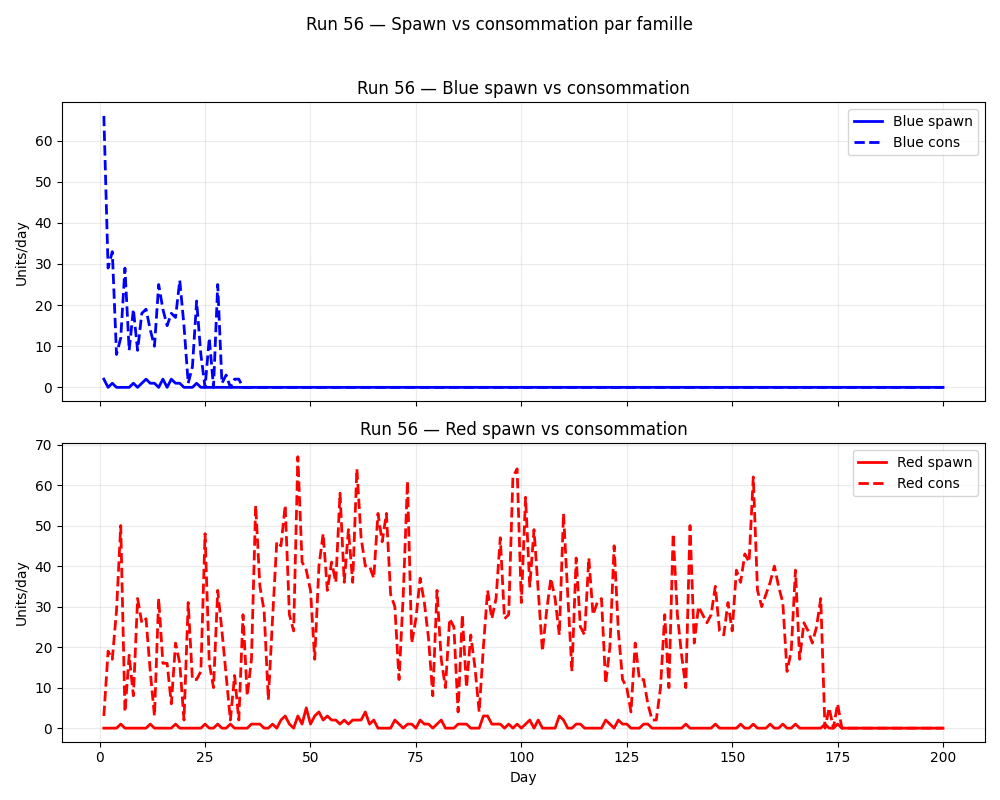 Run 56 — Spawn vs consommation par famille
Run 56 — Blue spawn vs consommation
Units/day
60
50
40
30
20
10
0
Blue spawn
Blue cons
Run 56 — Red spawn vs consommation
Units/day
70
60
50
40
30
20
10
0
Red spawn
Red cons
0 25 50 75 100 125 150 175 200
Day